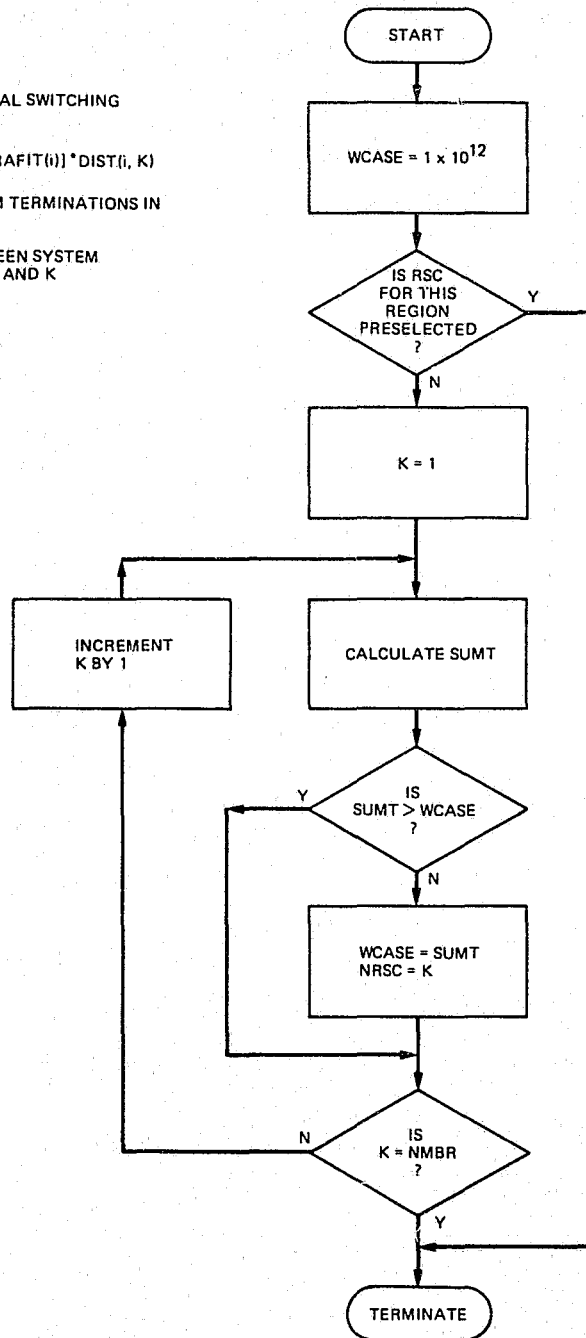 AL SWITCHING
AFIT(i)] * DIST(i, K)
TERMINATIONS IN
EEN SYSTEM
AND K
START
WCASE = 1 x 10^12
IS RSC
FOR THIS
REGION
PRESELECTED
?
Y
N
K = 1
INCREMENT
K BY 1
CALCULATE SUMT
IS
SUMT > WCASE
?
Y
N
WCASE = SUMT
NRSC = K
IS
K = NMBR
?
N
Y
TERMINATE